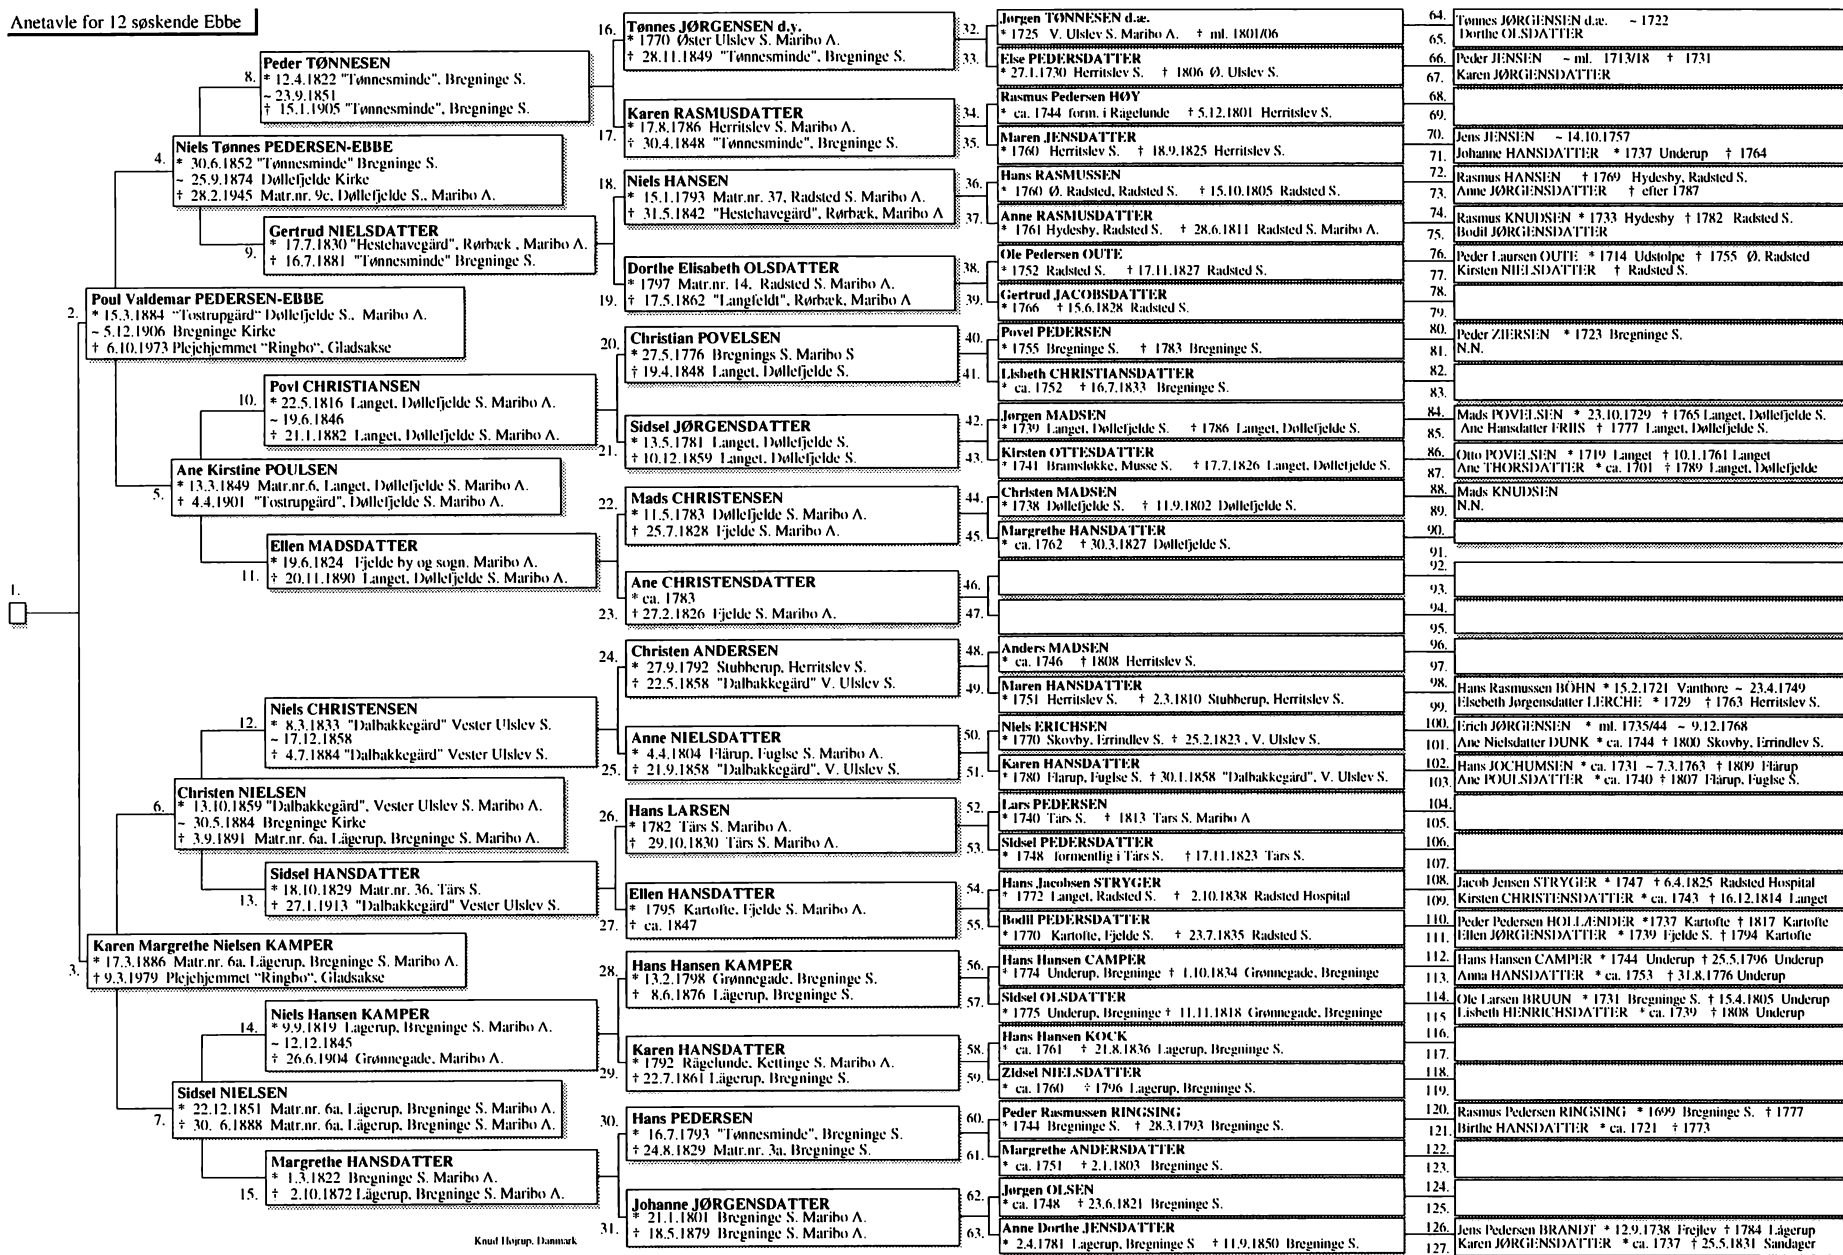 Anetavle for 12 søskende Ebbe
1.
2.
Poul Valdemar PEDERSEN-EBBE
* 15.3.1884 "Tostrupgård" Døllefjelde S., Maribo A.
~ 5.12.1906 Bregninge Kirke
† 6.10.1973 Plejehjemmet "Ringbo", Gladsakse
3.
Karen Margrethe Nielsen KAMPER
* 17.3.1886 Matr.nr. 6a, Lågerup, Bregninge S. Maribo A.
† 9.3.1979 Plejehjemmet "Ringbo", Gladsakse
4.
Niels Tønnes PEDERSEN-EBBE
* 30.6.1852 "Tønnesminde" Bregninge S.
~ 25.9.1874 Døllefjelde Kirke
† 28.2.1945 Matr.nr. 9c, Døllefjelde S., Maribo A.
5.
Ane Kirstine POULSEN
* 13.3.1849 Matr.nr.6, Langet, Døllefjelde S. Maribo A.
† 4.4.1901 "Tostrupgård", Døllefjelde S. Maribo A.
6.
Christen NIELSEN
* 13.10.1859 "Dalbakkegård", Vester Ulslev S. Maribo A.
~ 30.5.1884 Bregninge Kirke
† 3.9.1891 Matr.nr. 6a, Lågerup, Bregninge S. Maribo A.
7.
Sidsel NIELSEN
* 22.12.1851 Matr.nr. 6a, Lågerup, Bregninge S. Maribo A.
† 30. 6.1888 Matr.nr. 6a, Lågerup, Bregninge S. Maribo A.
8.
Peder TØNNESEN
* 12.4.1822 "Tønnesminde", Bregninge S.
~ 23.9.1851
† 15.1.1905 "Tønnesminde", Bregninge S.
9.
Gertrud NIELSDATTER
* 17.7.1830 "Hestehavegård", Rørbæk , Maribo A.
† 16.7.1881 "Tønnesminde" Bregninge S.
10.
Povl CHRISTIANSEN
* 22.5.1816 Langet, Døllefjelde S. Maribo A.
~ 19.6.1846
† 21.1.1882 Langet, Døllefjelde S. Maribo A.
11.
Ellen MADSDATTER
* 19.6.1824 Fjelde by og sogn. Maribo A.
† 20.11.1890 Langet, Døllefjelde S. Maribo A.
12.
Niels CHRISTENSEN
* 8.3.1833 "Dalbakkegård" Vester Ulslev S.
~ 17.12.1858
† 4.7.1884 "Dalbakkegård" Vester Ulslev S.
13.
Sidsel HANSDATTER
* 18.10.1829 Matr.nr. 36, Tårs S.
† 27.1.1913 "Dalbakkegård" Vester Ulslev S.
14.
Niels Hansen KAMPER
* 9.9.1819 Lågerup, Bregninge S. Maribo A.
~ 12.12.1845
† 26.6.1904 Grønnegade, Maribo A.
15.
Margrethe HANSDATTER
* 1.3.1822 Bregninge S. Maribo A.
† 2.10.1872 Lågerup, Bregninge S. Maribo A.
16.
Tønnes JØRGENSEN d.y.
* 1770 Øster Ulslev S. Maribo A.
† 28.11.1849 "Tønnesminde", Bregninge S.
17.
Karen RASMUSDATTER
* 17.8.1786 Herritslev S. Maribo A.
† 30.4.1848 "Tønnesminde", Bregninge S.
18.
Niels HANSEN
* 15.1.1793 Matr.nr. 37, Radsted S. Maribo A.
† 31.5.1842 "Hestehavegård", Rørbæk, Maribo A
19.
Dorthe Elisabeth OLSDATTER
* 1797 Matr.nr. 14, Radsted S. Maribo A.
† 17.5.1862 "Langfeldt", Rørbæk, Maribo A
20.
Christian POVELSEN
* 27.5.1776 Bregnings S. Maribo S
† 19.4.1848 Langet, Døllefjelde S.
21.
Sidsel JØRGENSDATTER
* 13.5.1781 Langet, Døllefjelde S.
† 10.12.1859 Langet, Døllefjelde S.
22.
Mads CHRISTENSEN
* 11.5.1783 Døllefjelde S. Maribo A.
† 25.7.1828 Fjelde S. Maribo A.
23.
Ane CHRISTENSDATTER
* ca. 1783
† 27.2.1826 Fjelde S. Maribo A.
24.
Christen ANDERSEN
* 27.9.1792 Stubberup, Herritslev S.
† 22.5.1858 "Dalbakkegård" V. Ulslev S.
25.
Anne NIELSDATTER
* 4.4.1804 Flårup, Fuglse S. Maribo A.
† 21.9.1858 "Dalbakkegård", V. Ulslev S.
26.
Hans LARSEN
* 1782 Tårs S. Maribo A.
† 29.10.1830 Tårs S. Maribo A.
27.
Ellen HANSDATTER
* 1795 Kartofte, Fjelde S. Maribo A.
† ca. 1847
28.
Hans Hansen KAMPER
* 13.2.1798 Grønnegade, Bregninge S.
† 8.6.1876 Lågerup, Bregninge S.
29.
Karen HANSDATTER
* 1792 Rågelunde, Kettinge S. Maribo A.
† 22.7.1861 Lågerup, Bregninge S.
30.
Hans PEDERSEN
* 16.7.1793 "Tønnesminde", Bregninge S.
† 24.8.1829 Matr.nr. 3a, Bregninge S.
31.
Johanne JØRGENSDATTER
* 21.1.1801 Bregninge S. Maribo A.
† 18.5.1879 Bregninge S. Maribo A.
32.
Jørgen TØNNESEN d.æ.
* 1725 V. Ulslev S. Maribo A. † ml. 1801/06
33.
Else PEDERSDATTER
* 27.1.1730 Herritslev S. † 1806 Ø. Ulslev S.
34.
Rasmus Pedersen HØY
* ca. 1744 form. i Rågelunde † 5.12.1801 Herritslev S.
35.
Maren JENSDATTER
* 1760 Herritslev S. † 18.9.1825 Herritslev S.
36.
Hans RASMUSSEN
* 1760 Ø. Radsted, Radsted S. † 15.10.1805 Radsted S.
37.
Anne RASMUSDATTER
* 1761 Hydesby, Radsted S. † 28.6.1811 Radsted S. Maribo A.
38.
Ole Pedersen OUTE
* 1752 Radsted S. † 17.11.1827 Radsted S.
39.
Gertrud JACOBSDATTER
* 1766 † 15.6.1828 Radsted S.
40.
Povel PEDERSEN
* 1755 Bregninge S. † 1783 Bregninge S.
41.
Lisbeth CHRISTIANSDATTER
* ca. 1752 † 16.7.1833 Bregninge S.
42.
Jørgen MADSEN
* 1739 Langet, Døllefjelde S. † 1786 Langet, Døllefjelde S.
43.
Kirsten OTTESDATTER
* 1741 Bramsløkke, Musse S. † 17.7.1826 Langet, Døllefjelde S.
44.
Christen MADSEN
* 1738 Døllefjelde S. † 11.9.1802 Døllefjelde S.
45.
Margrethe HANSDATTER
* ca. 1762 † 30.3.1827 Døllefjelde S.
46.
47.
48.
Anders MADSEN
* ca. 1746 † 1808 Herritslev S.
49.
Maren HANSDATTER
* 1751 Herritslev S. † 2.3.1810 Stubberup, Herritslev S.
50.
Niels ERICHSEN
* 1770 Skovby, Errindlev S. † 25.2.1823 , V. Ulslev S.
51.
Karen HANSDATTER
* 1780 Flårup, Fuglse S. † 30.1.1858 "Dalbakkegård", V. Ulslev S.
52.
Lars PEDERSEN
* 1740 Tårs S. † 1813 Tårs S. Maribo A
53.
Sidsel PEDERSDATTER
* 1748 formentlig i Tårs S. † 17.11.1823 Tårs S.
54.
Hans Jacobsen STRYGER
* 1772 Langet, Radsted S. † 2.10.1838 Radsted Hospital
55.
Bodil PEDERSDATTER
* 1770 Kartofte, Fjelde S. † 23.7.1835 Radsted S.
56.
Hans Hansen CAMPER
* 1774 Underup, Bregninge † 1.10.1834 Grønnegade, Bregninge
57.
Sidsel OLSDATTER
* 1775 Underup, Bregninge † 11.11.1818 Grønnegade, Bregninge
58.
Hans Hansen KOCK
* ca. 1761 † 21.8.1836 Lågerup, Bregninge S.
59.
Zidsel NIELSDATTER
* ca. 1760 † 1796 Lågerup, Bregninge S.
60.
Peder Rasmussen RINGSING
* 1744 Bregninge S. † 28.3.1793 Bregninge S.
61.
Margrethe ANDERSDATTER
* ca. 1751 † 2.1.1803 Bregninge S.
62.
Jørgen OLSEN
* ca. 1748 † 23.6.1821 Bregninge S.
63.
Anne Dorthe JENSDATTER
* 2.4.1781 Lågerup, Bregninge S † 11.9.1850 Bregninge S.
64.
Tønnes JØRGENSEN d.æ. ~ 1722
65.
Dorthe OLSDATTER
66.
Peder JENSEN ~ ml. 1713/18 † 1731
67.
Karen JØRGENSDATTER
68.
69.
70.
Jens JENSEN ~ 14.10.1757
71.
Johanne HANSDATTER * 1737 Underup † 1764
72.
Rasmus HANSEN † 1769 Hydesby, Radsted S.
73.
Anne JØRGENSDATTER † efter 1787
74.
Rasmus KNUDSEN * 1733 Hydesby † 1782 Radsted S.
75.
Bodil JØRGENSDATTER
76.
Peder Laursen OUTE * 1714 Udstolpe † 1755 Ø. Radsted
77.
Kirsten NIELSDATTER † Radsted S.
78.
79.
80.
Peder ZIERSEN * 1723 Bregninge S.
81.
N.N.
82.
83.
84.
Mads POVELSEN * 23.10.1729 † 1765 Langet, Døllefjelde S.
85.
Ane Hansdatter FRIIS † 1777 Langet, Døllefjelde S.
86.
Otto POVELSEN * 1719 Langet † 10.1.1761 Langet
87.
Ane THORSDATTER * ca. 1701 † 1789 Langet, Døllefjelde
88.
Mads KNUDSEN
89.
N.N.
90.
91.
92.
93.
94.
95.
96.
97.
98.
Hans Rasmussen BÖHN * 15.2.1721 Vanthore ~ 23.4.1749
99.
Elsebeth Jørgensdatter LERCHE * 1729 † 1763 Herritslev S.
100.
Erich JØRGENSEN * ml. 1735/44 ~ 9.12.1768
101.
Ane Nielsdatter DUNK * ca. 1744 † 1800 Skovby, Errindlev S.
102.
Hans JOCHUMSEN * ca. 1731 ~ 7.3.1763 † 1809 Flårup
103.
Ane POULSDATTER * ca. 1740 † 1807 Flårup, Fuglse S.
104.
105.
106.
107.
108.
Jacob Jensen STRYGER * 1747 † 6.4.1825 Radsted Hospital
109.
Kirsten CHRISTENSDATTER * ca. 1743 † 16.12.1814 Langet
110.
Peder Pedersen HOLLÆNDER *1737 Kartofte † 1817 Kartofte
111.
Ellen JØRGENSDATTER * 1739 Fjelde S. † 1794 Kartofte
112.
Hans Hansen CAMPER * 1744 Underup † 25.5.1796 Underup
113.
Anna HANSDATTER * ca. 1753 † 31.8.1776 Underup
114.
Ole Larsen BRUUN * 1731 Bregninge S. † 15.4.1805 Underup
115
Lisbeth HENRICHSDATTER * ca. 1739 † 1808 Underup
116.
117.
118.
119.
120.
Rasmus Pedersen RINGSING * 1699 Bregninge S. † 1777
121.
Birthe HANSDATTER * ca. 1721 † 1773
122.
123.
124.
125.
126.
Jens Pedersen BRANDT * 12.9.1738 Frejlev † 1784 Lågerup
127.
Karen JØRGENSDATTER * ca. 1737 † 25.5.1831 Sandager
Knud Højrup, Danmark